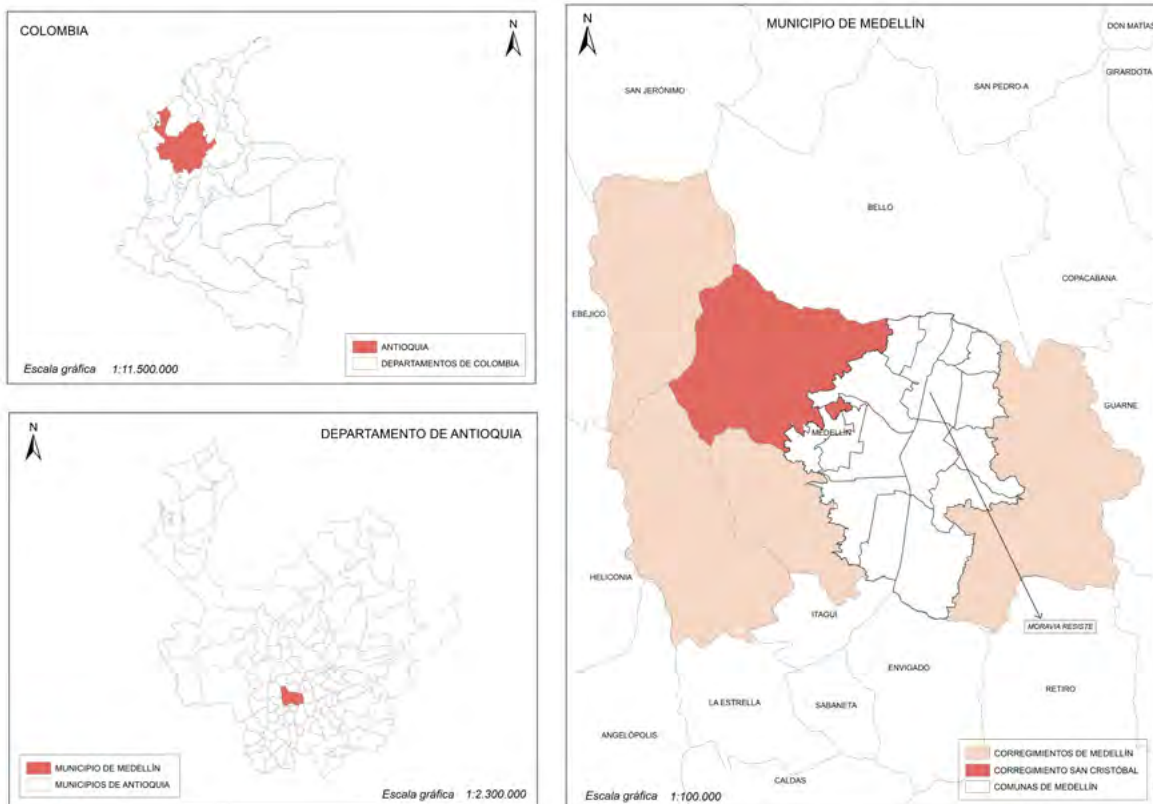 COLOMBIA
N
ANTIOQUIA
DEPARTAMENTOS DE COLOMBIA
Escala gráfica 1:11.500.000
N
DEPARTAMENTO DE ANTIOQUIA
MUNICIPIO DE MEDELLÍN
MUNICIPIOS DE ANTIOQUIA
Escala gráfica 1:2.300.000
N
MUNICIPIO DE MEDELLÍN
DON MATÍAS
GIRARDOTA
SAN JERÓNIMO
SAN PEDRO-A
BELLO
COPACABANA
EBEJICO
GUARNE
MEDELLÍN
HELICONIA
ITAGUI
MORAVIA RESISTE
ENVIGADO
RETIRO
LA ESTRELLA
SABANETA
ANGELÓPOLIS
CALDAS
CORREGIMIENTOS DE MEDELLÍN
CORREGIMIENTO SAN CRISTÓBAL
COMUNAS DE MEDELLÍN
Escala gráfica 1:100.000